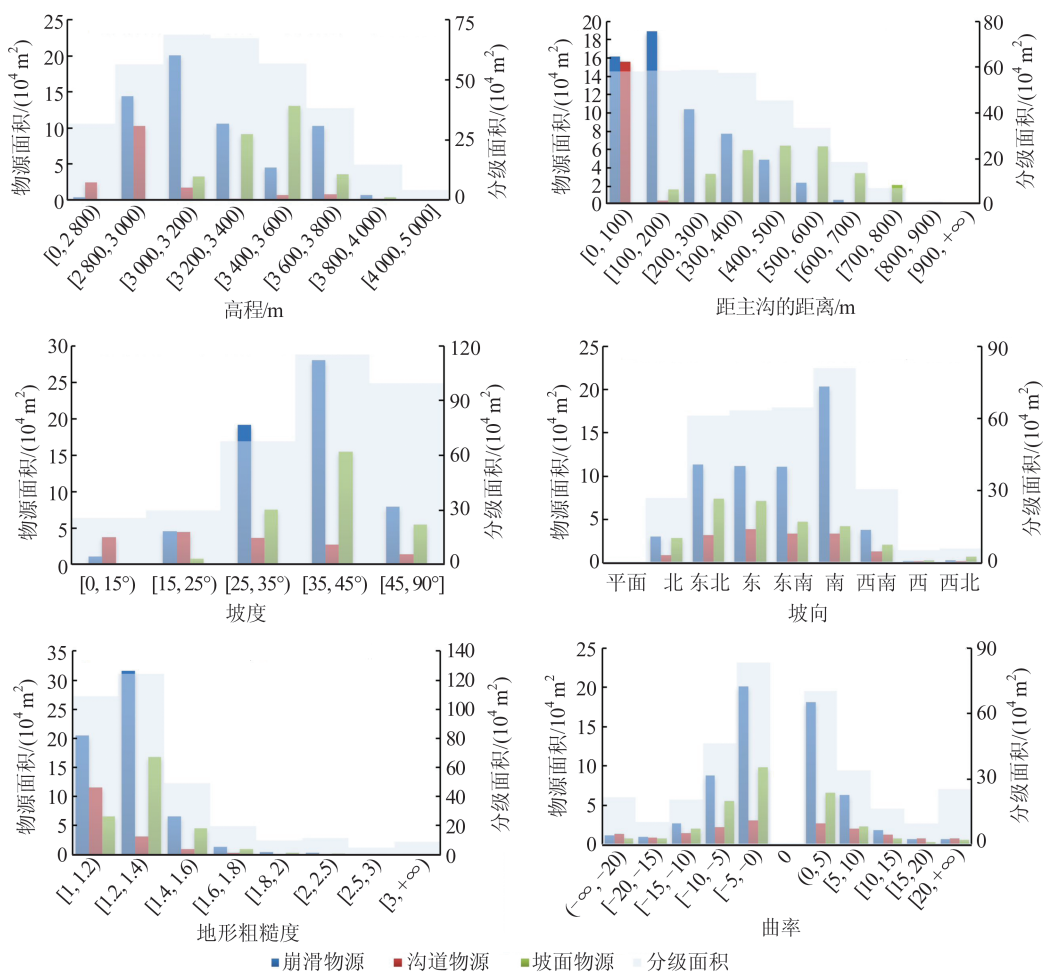 物源面积/(10⁴ m²)
25
20
15
10
5
0
75
50
25
0
分级面积/(10⁴ m²)
[0, 2 800)
[2 800, 3 000)
[3 000, 3 200)
[3 200, 3 400)
[3 400, 3 600)
[3 600, 3 800)
[3 800, 4 000)
[4 000, 5 000]
高程/m
物源面积/(10⁴ m²)
20
18
16
14
12
10
8
6
4
2
0
80
60
40
20
0
分级面积/(10⁴ m²)
[0, 100)
[100, 200)
[200, 300)
[300, 400)
[400, 500)
[500, 600)
[600, 700)
[700, 800)
[800, 900)
[900, +∞)
距主沟的距离/m
物源面积/(10⁴ m²)
30
25
20
15
10
5
0
120
90
60
30
0
分级面积/(10⁴ m²)
[0, 15°)
[15, 25°)
[25, 35°)
[35, 45°)
[45, 90°]
坡度
物源面积/(10⁴ m²)
25
20
15
10
5
0
90
60
30
0
分级面积/(10⁴ m²)
平面
北
东北
东
东南
南
西南
西
西北
坡向
物源面积/(10⁴ m²)
35
30
25
20
15
10
5
0
140
120
100
80
60
40
20
0
分级面积/(10⁴ m²)
[1, 1.2)
[1.2, 1.4)
[1.4, 1.6)
[1.6, 1.8)
[1.8, 2)
[2, 2.5)
[2.5, 3)
[3, +∞)
地形粗糙度
物源面积/10⁴ m²)
25
20
15
10
5
0
90
60
30
0
分级面积/(10⁴ m²)
(−∞, −20)
[−20, −15)
[−15, −10)
[−10, −5)
[−5, −0)
0
(0, 5)
[5, 10)
[10, 15)
[15, 20)
[20, +∞)
曲率
崩滑物源
沟道物源
坡面物源
分级面积